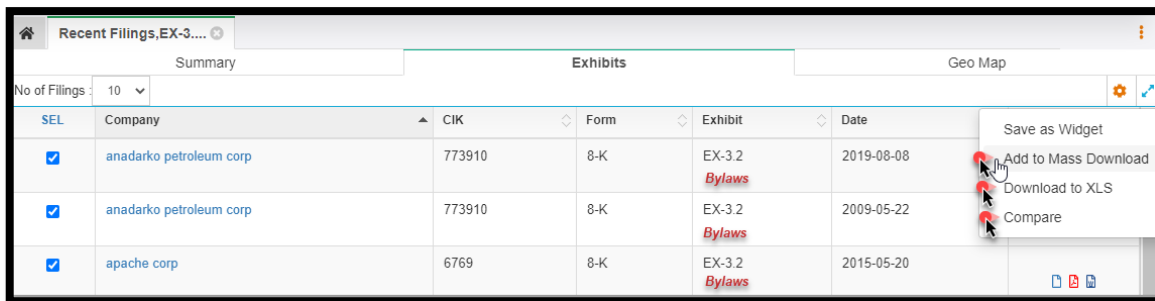 Recent Filings,EX-3....
Summary Exhibits Geo Map
No of Filings : 10
SEL Company CIK Form Exhibit Date
Save as Widget
anadarko petroleum corp 773910 8-K EX-3.2 2019-08-08 Add to Mass Download
Bylaws
Download to XLS
anadarko petroleum corp 773910 8-K EX-3.2 2009-05-22 Compare
Bylaws
apache corp 6769 8-K EX-3.2 2015-05-20
Bylaws